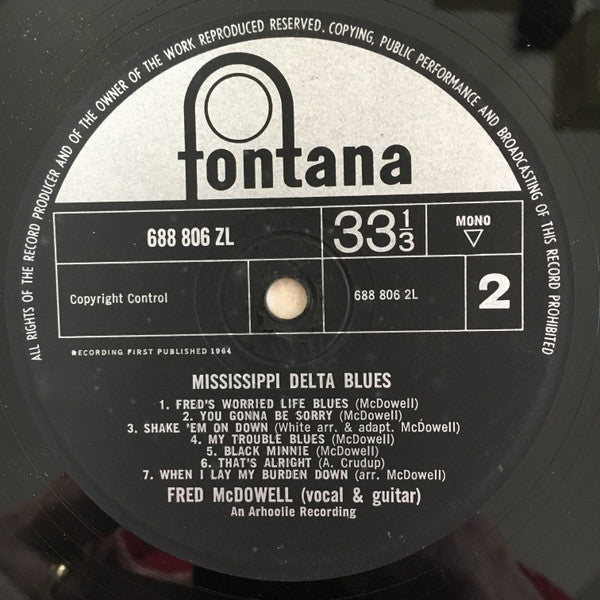 ALL RIGHTS OF THE RECORD PRODUCER AND OF THE OWNER OF THE WORK REPRODUCED RESERVED. COPYING, PUBLIC PERFORMANCE AND BROADCASTING OF THIS RECORD PROHIBITED
fontana
688 806 ZL
33 1/3
MONO
Copyright Control
688 806 2L
2
RECORDING FIRST PUBLISHED 1964
MISSISSIPPI DELTA BLUES
1. FRED'S WORRIED LIFE BLUES (McDowell)
2. YOU GONNA BE SORRY (McDowell)
3. SHAKE 'EM ON DOWN (White arr. & adapt. McDowell)
4. MY TROUBLE BLUES (McDowell)
5. BLACK MINNIE (McDowell)
6. THAT'S ALRIGHT (A. Crudup)
7. WHEN I LAY MY BURDEN DOWN (arr. McDowell)
FRED McDOWELL (vocal & guitar)
An Arhoolie Recording